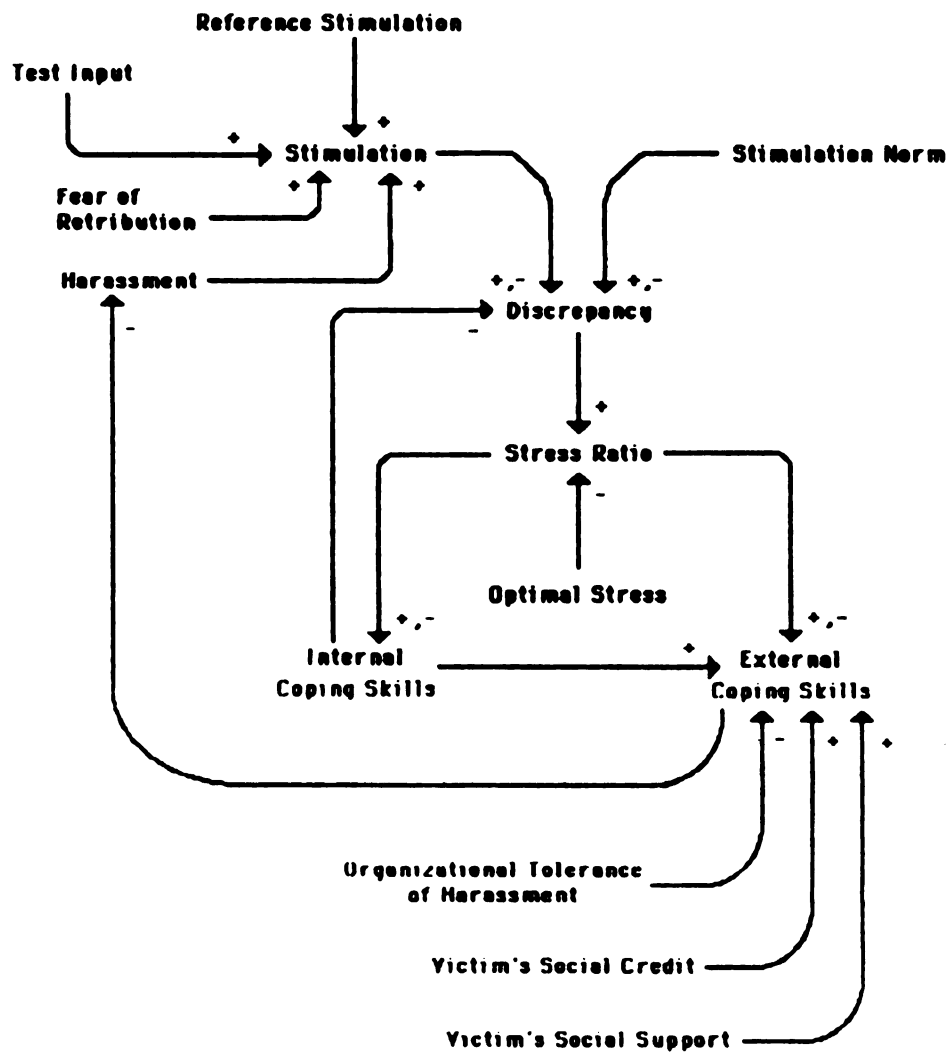 Reference Stimulation
Test Input
+
+
Stimulation
Stimulation Norm
+
+
Fear of
Retribution
Harassment
+,-
+,-
-
Discrepancy
-
+
Stress Ratio
-
Optimal Stress
+,-
+,-
Internal
Coping Skills
+
External
Coping Skills
-
+
+
Organizational Tolerance
of Harassment
Victim's Social Credit
Victim's Social Support